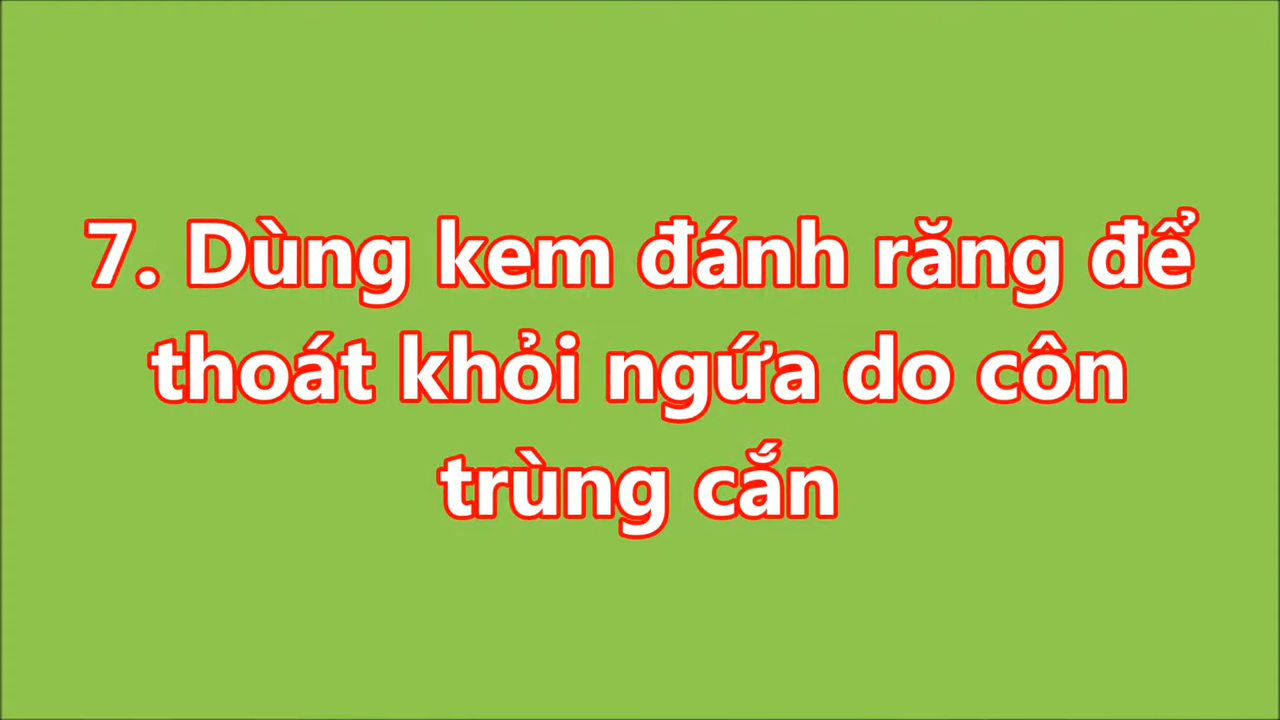 7. Dùng kem đánh răng để
thoát khỏi ngứa do côn
trùng cắn